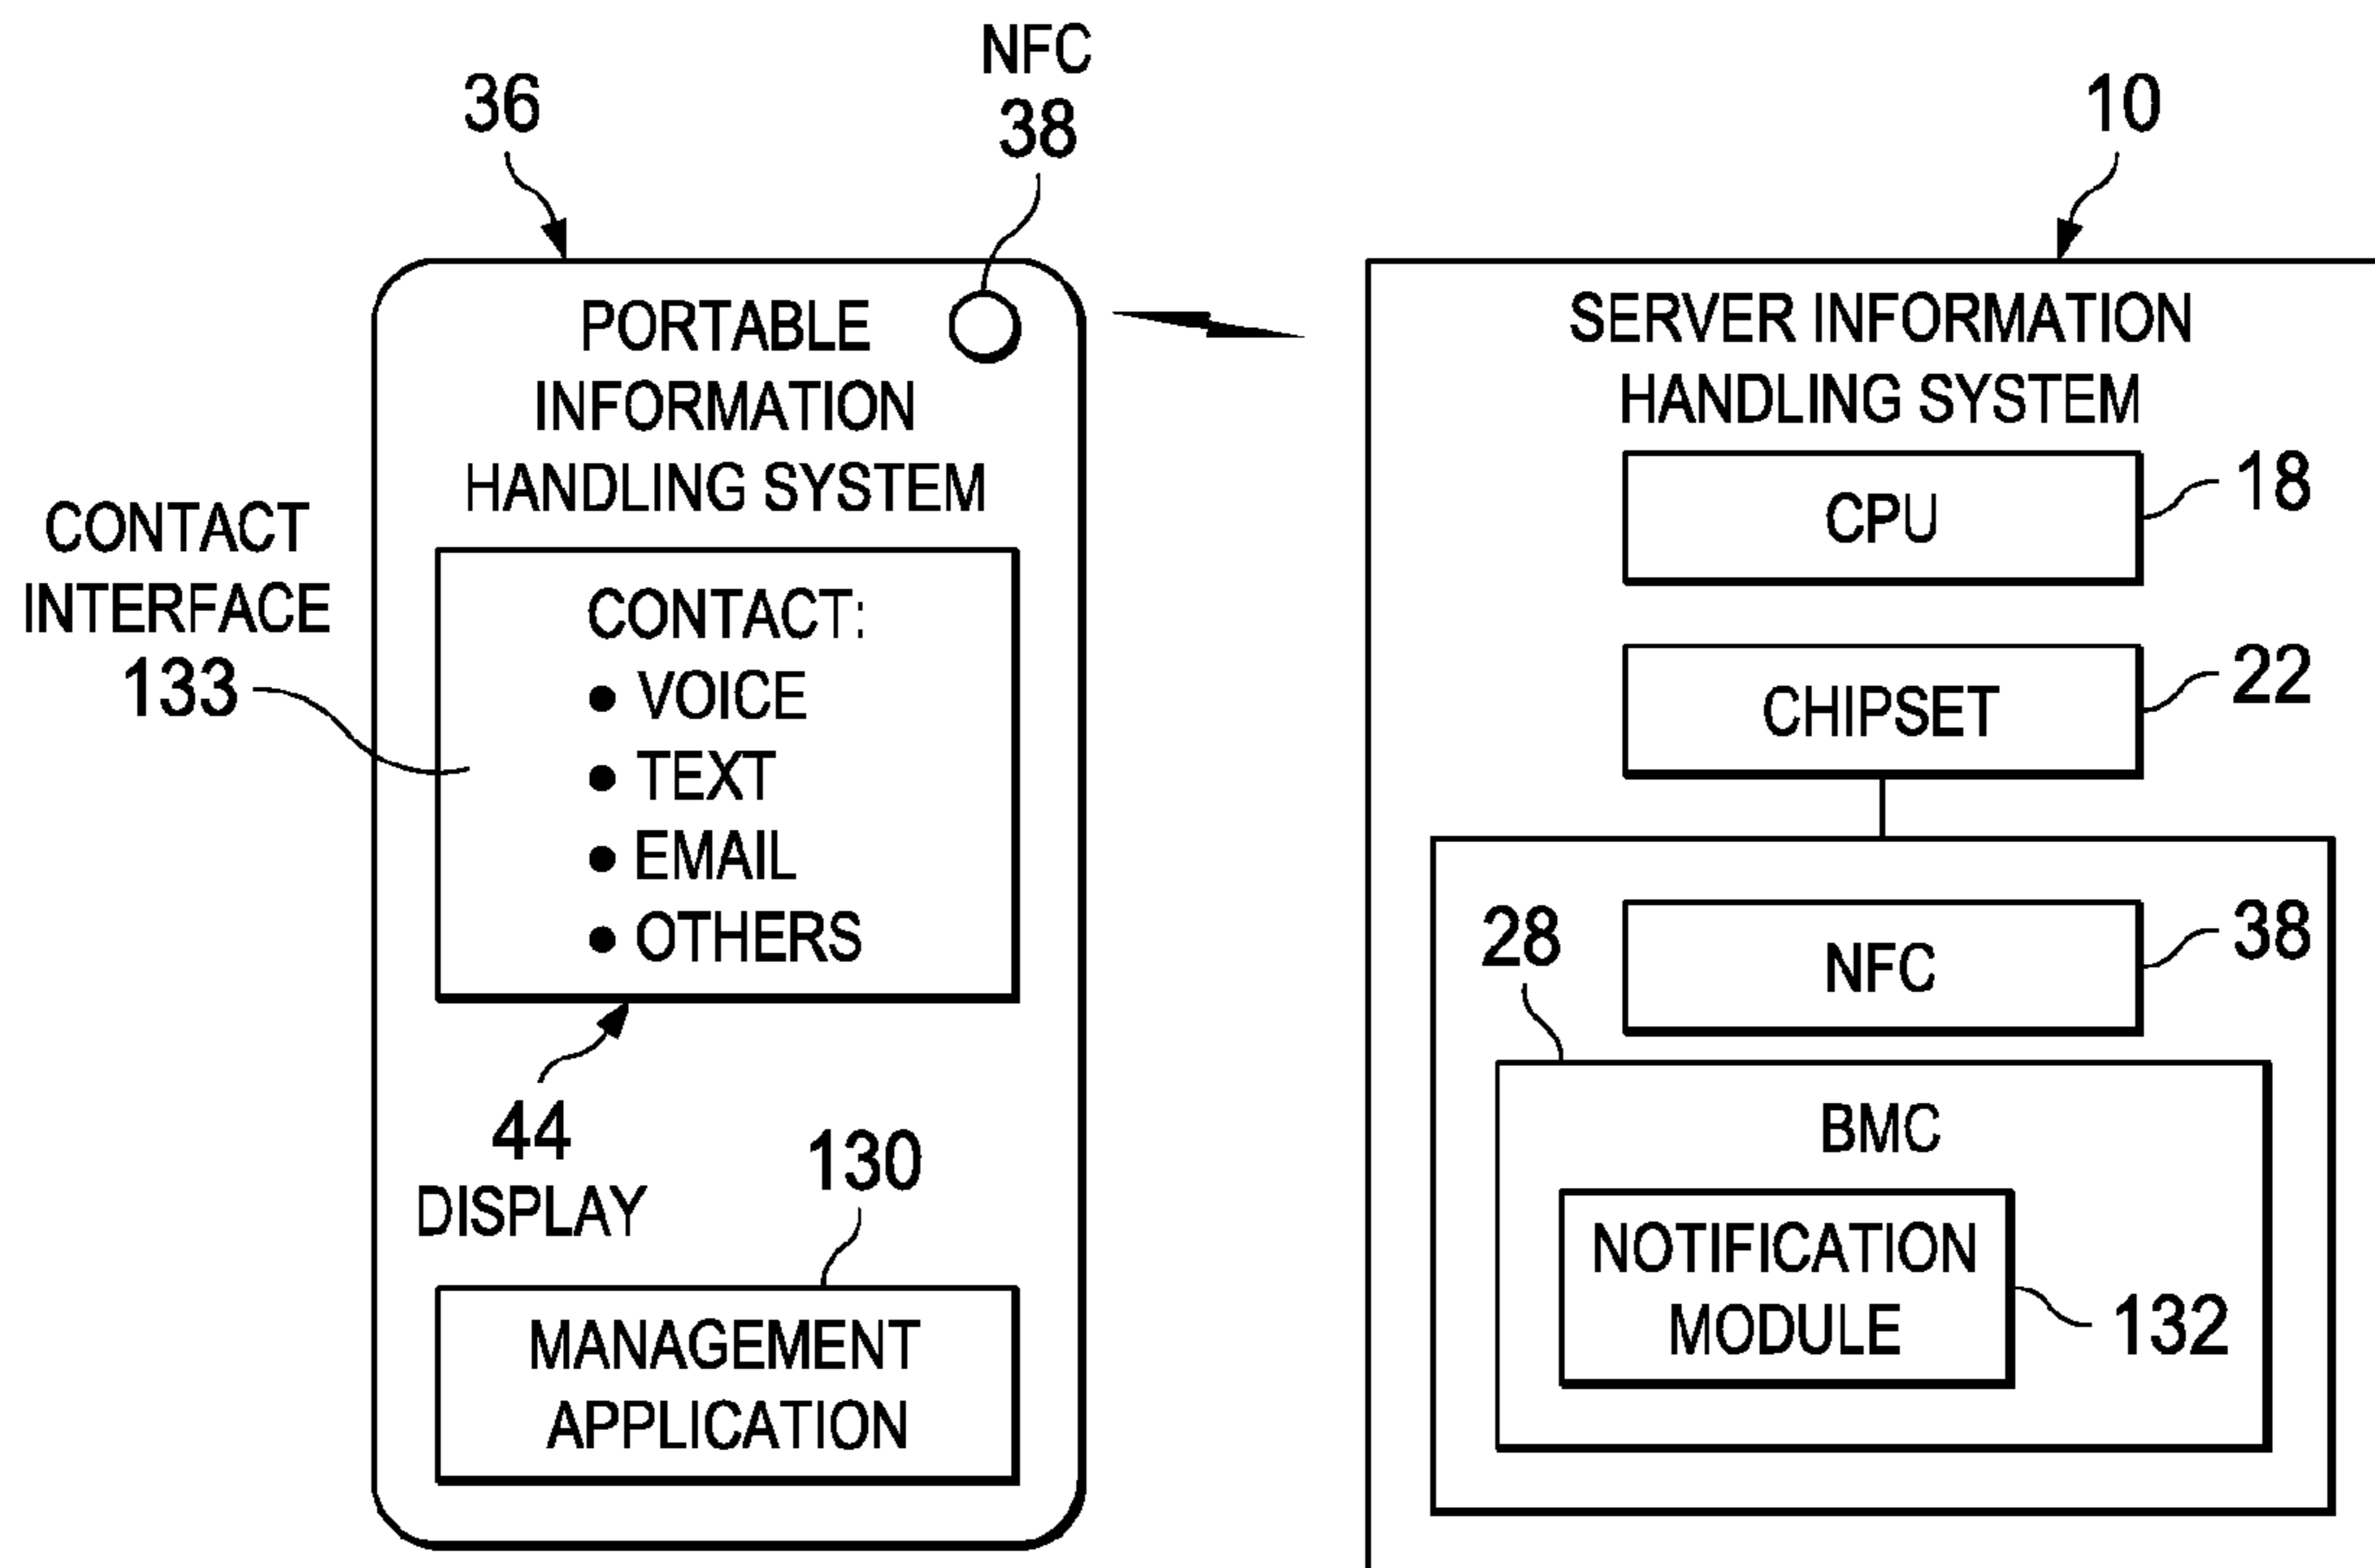 NFC
38
36
PORTABLE
INFORMATION
HANDLING SYSTEM
CONTACT
INTERFACE
133
CONTACT:
• VOICE
• TEXT
• EMAIL
• OTHERS
44
DISPLAY
130
MANAGEMENT
APPLICATION
10
SERVER INFORMATION
HANDLING SYSTEM
CPU
18
CHIPSET
22
NFC
38
28
BMC
NOTIFICATION
MODULE
132